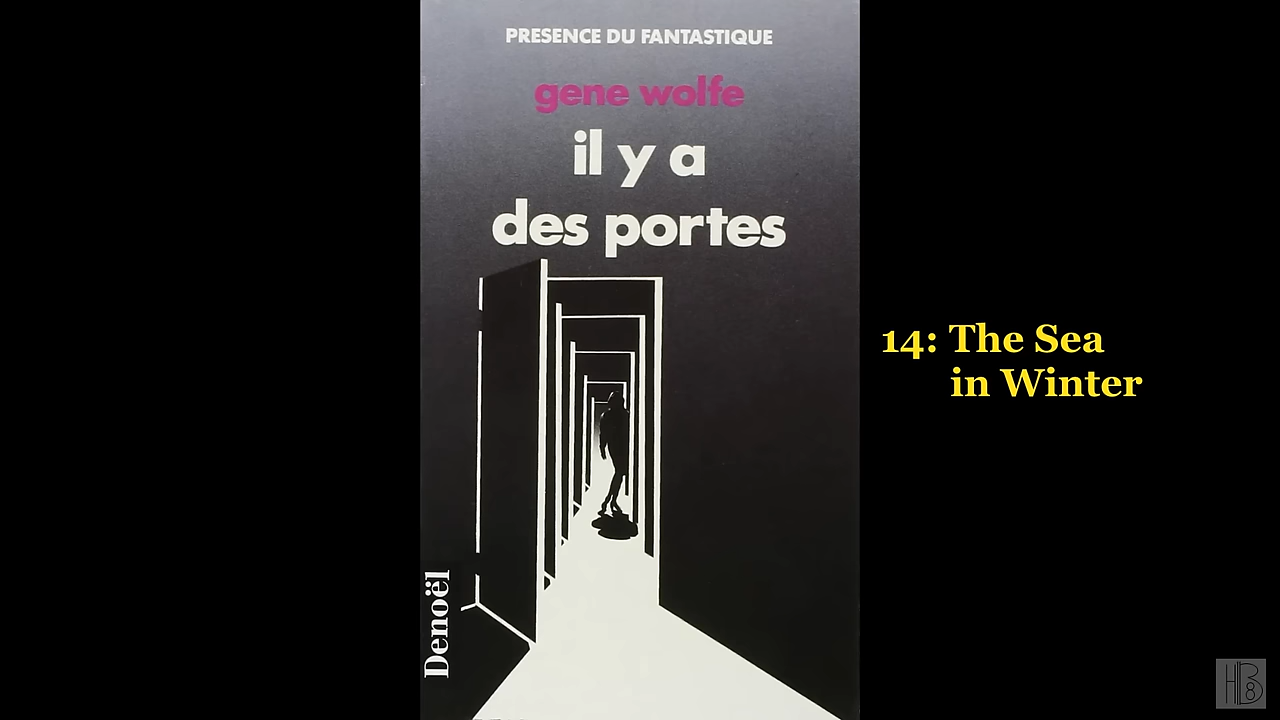 PRESENCE DU FANTASTIQUE
gene wolfe
il y a
des portes
Denoël
14: The Sea
in Winter